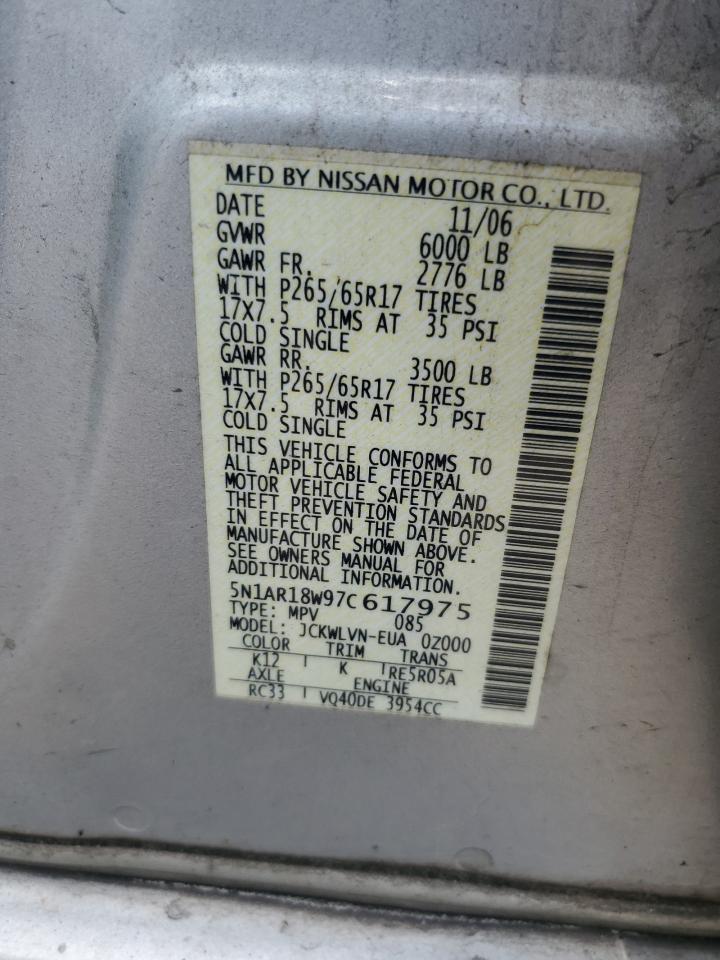 MFD BY NISSAN MOTOR CO., LTD.
DATE 11/06
GVWR 6000 LB
GAWR FR. 2776 LB
WITH P265/65R17 TIRES
17X7.5 RIMS AT 35 PSI
COLD SINGLE
GAWR RR. 3500 LB
WITH P265/65R17 TIRES
17X7.5 RIMS AT 35 PSI
COLD SINGLE
THIS VEHICLE CONFORMS TO
ALL APPLICABLE FEDERAL
MOTOR VEHICLE SAFETY AND
THEFT PREVENTION STANDARDS
IN EFFECT ON THE DATE OF
MANUFACTURE SHOWN ABOVE.
SEE OWNERS MANUAL FOR
ADDITIONAL INFORMATION.
5N1AR18W97C617975
TYPE: MPV 085
MODEL: JCKWLVN-EUA 0Z000
COLOR TRIM TRANS
K12 K RE5R05A
AXLE ENGINE
RC33 VQ40DE 3954CC